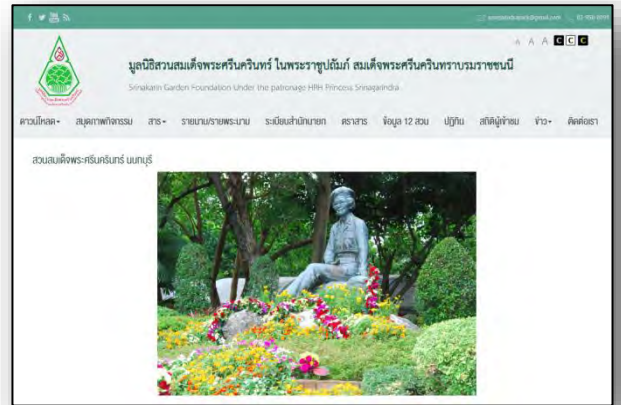 มูลนิธิสวนสมเด็จพระศรีนครินทร์ ในพระราชูปถัมภ์ สมเด็จพระศรีนครินทราบรมราชชนนี
Srinakarin Garden Foundation Under the patronage HRH Princess Srinagarindra
ดาวน์โหลด สมุดภาพกิจกรรม สาร รายนาม/รายพระนาม ระเบียบสำนักนายก ตราสาร ข้อมูล 12 สวน ปฏิทิน สถิติผู้เข้าชม ข่าว ติดต่อเรา
สวนสมเด็จพระศรีนครินทร์ นนทบุรี